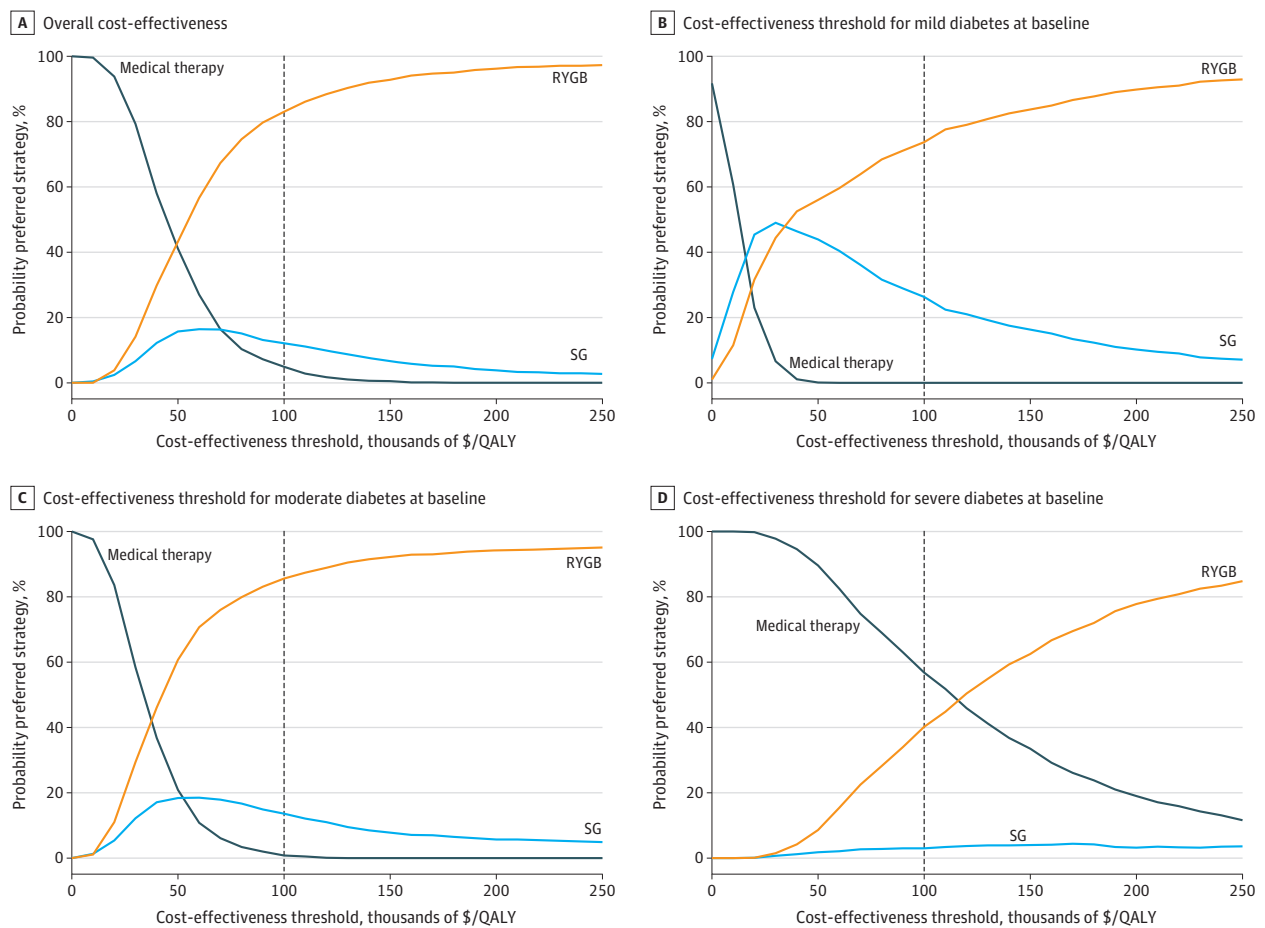 A Overall cost-effectiveness
Probability preferred strategy, %
100
80
60
40
20
0
Medical therapy
RYGB
SG
0 50 100 150 200 250
Cost-effectiveness threshold, thousands of $/QALY
B Cost-effectiveness threshold for mild diabetes at baseline
Probability preferred strategy, %
100
80
60
40
20
0
RYGB
SG
Medical therapy
0 50 100 150 200 250
Cost-effectiveness threshold, thousands of $/QALY
C Cost-effectiveness threshold for moderate diabetes at baseline
Probability preferred strategy, %
100
80
60
40
20
0
Medical therapy
RYGB
SG
0 50 100 150 200 250
Cost-effectiveness threshold, thousands of $/QALY
D Cost-effectiveness threshold for severe diabetes at baseline
Probability preferred strategy, %
100
80
60
40
20
0
RYGB
Medical therapy
SG
0 50 100 150 200 250
Cost-effectiveness threshold, thousands of $/QALY